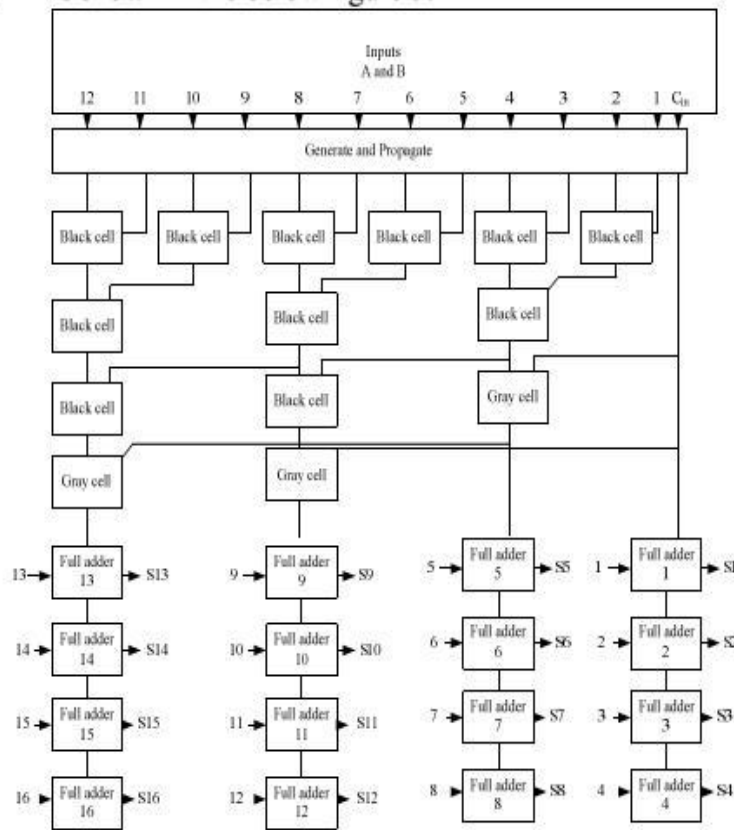 Inputs
A and B
12 11 10 9 8 7 6 5 4 3 2 1 Cin
Generate and Propagate
Black cell Black cell Black cell Black cell Black cell Black cell
Black cell Black cell Black cell
Black cell Black cell Gray cell
Gray cell Gray cell
13 Full adder 13 S13 9 Full adder 9 S9 5 Full adder 5 S5 1 Full adder 1 S1
14 Full adder 14 S14 10 Full adder 10 S10 6 Full adder 6 S6 2 Full adder 2 S2
15 Full adder 15 S15 11 Full adder 11 S11 7 Full adder 7 S7 3 Full adder 3 S3
16 Full adder 16 S16 12 Full adder 12 S12 8 Full adder 8 S8 4 Full adder 4 S4